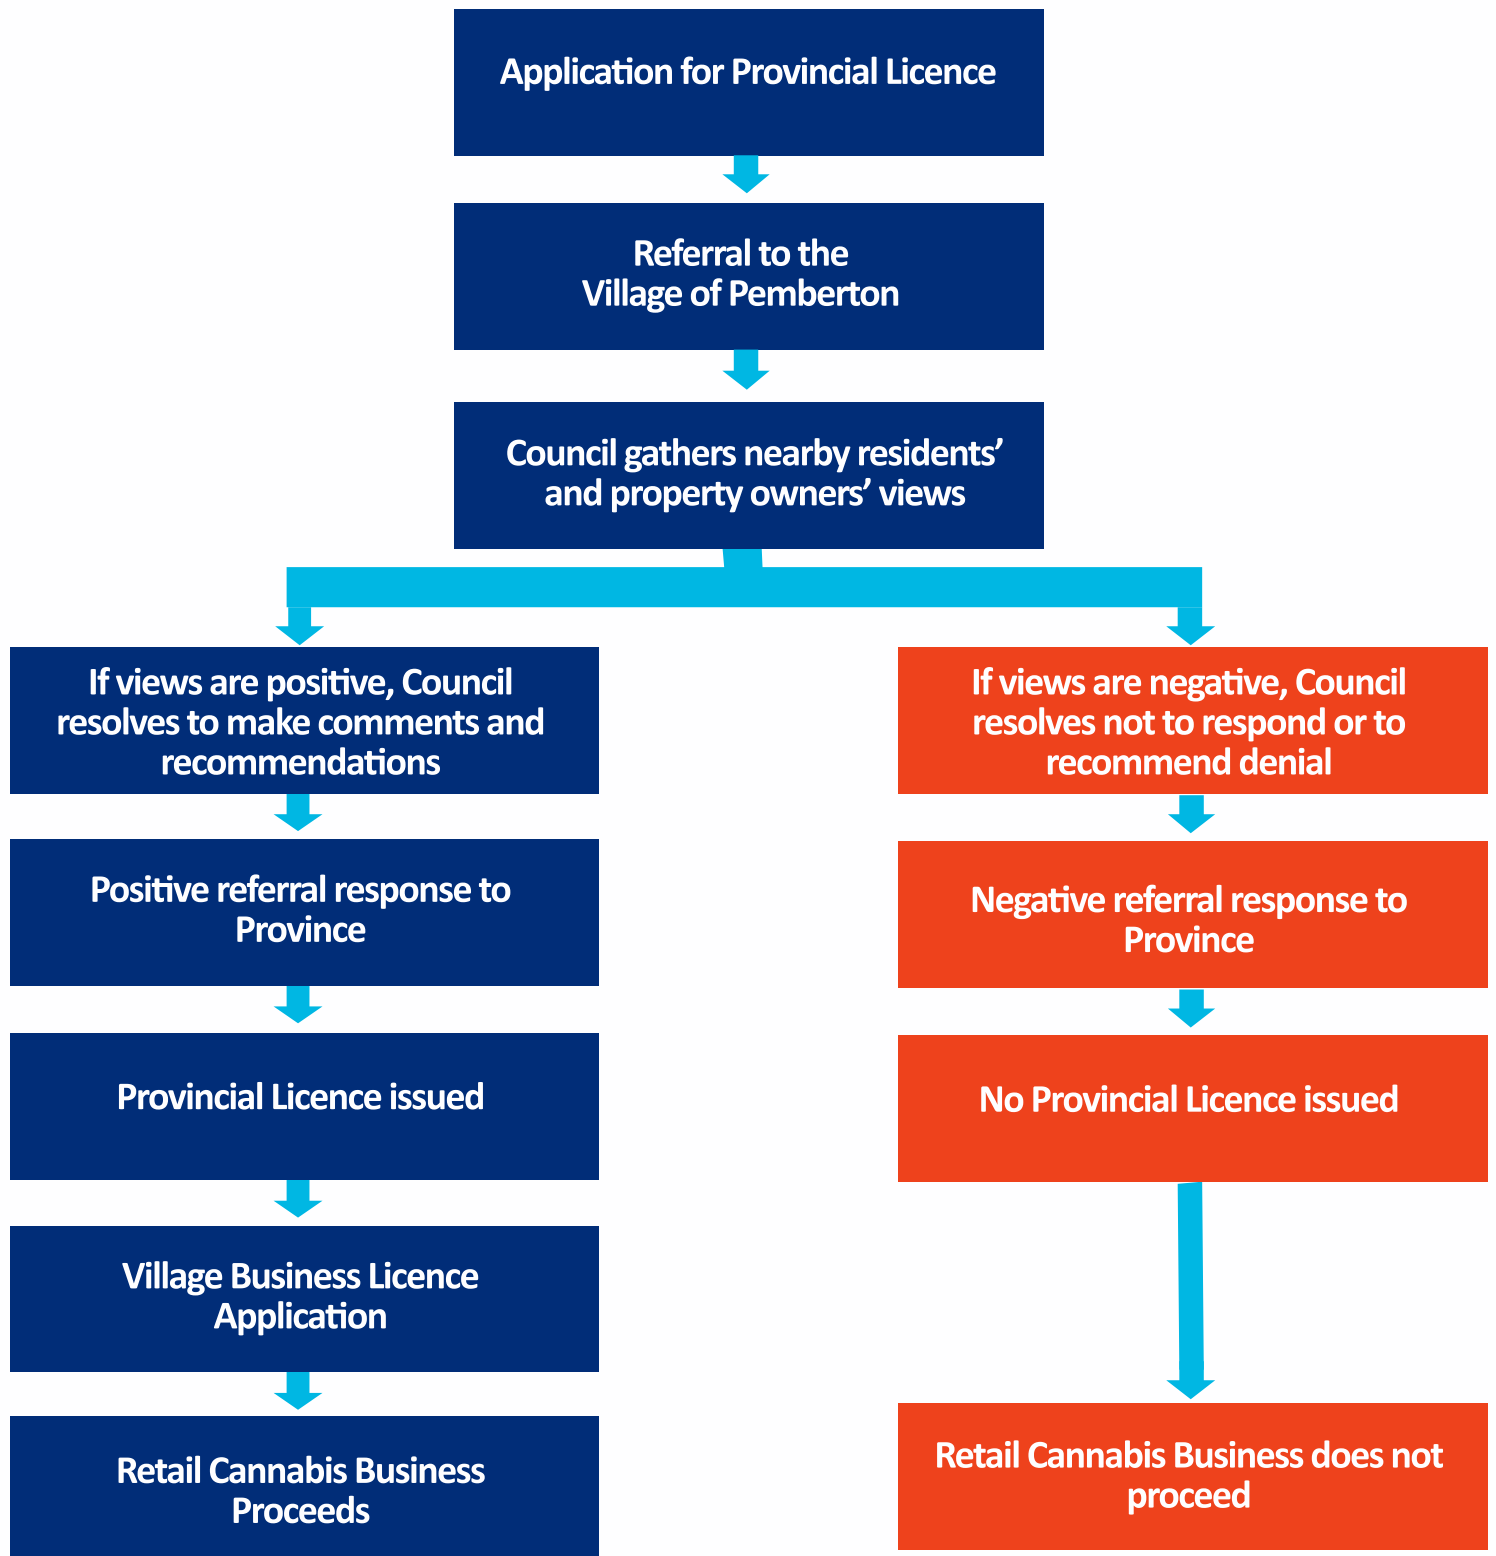 Application for Provincial Licence
Referral to the
Village of Pemberton
Council gathers nearby residents’
and property owners’ views
If views are positive, Council
resolves to make comments and
recommendations
Positive referral response to
Province
Provincial Licence issued
Village Business Licence
Application
Retail Cannabis Business
Proceeds
If views are negative, Council
resolves not to respond or to
recommend denial
Negative referral response to
Province
No Provincial Licence issued
Retail Cannabis Business does not
proceed